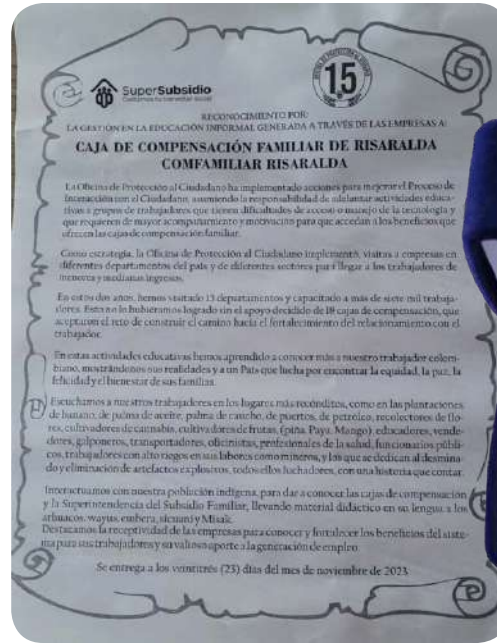 SuperSubsidio
15
RECONOCIMIENTO POR:
LA GESTIÓN EN LA EDUCACIÓN INFORMAL GENERADA A TRAVÉS DE LAS EMPRESAS A:
CAJA DE COMPENSACIÓN FAMILIAR DE RISARALDA
COMFAMILIAR RISARALDA
La Oficina de Protección al Ciudadano ha implementado acciones para mejorar el Proceso de
Interacción con el Ciudadano, asumiendo la responsabilidad de adelantar actividades educa-
tivas a grupos de trabajadores que tienen dificultades de acceso o manejo de la tecnología y
que requieren de mayor acompañamiento y motivación para que accedan a los beneficios que
ofrecen las cajas de compensación familiar.
Como estrategia, la Oficina de Protección al Ciudadano implementó, visitas a empresas en
diferentes departamentos del país y de diferentes sectores para llegar a los trabajadores de
menores y medianos ingresos.
En estos dos años, hemos visitado 15 departamentos y capacitado a más de siete mil trabaja-
dores. Esto no lo hubiéramos logrado sin el apoyo decidido de 18 cajas de compensación, que
aceptaron el reto de construir el camino hacia el fortalecimiento del relacionamiento con el
trabajador.
En estas actividades educativas hemos aprendido a conocer más a nuestro trabajador colom-
biano, mostrándonos sus realidades y a un País que lucha por encontrar la equidad, la paz, la
felicidad y el bienestar de sus familias.
Escuchamos a nuestros trabajadores en los lugares más recónditos, como en las plantaciones
de banano, de palma de aceite, palma de caucho, de puertos, de petróleo, recolectores de flo-
res, cultivadores de cannabis, cultivadores de frutas, (piña, Paya, Mango), educadores, vende-
dores, galponeros, transportadores, oficinistas, profesionales de la salud, funcionarios públi-
cos, trabajadores con alto riegos en sus labores como mineros, y los que se dedican al desmina-
do y eliminación de artefactos explosivos, todos ellos luchadores, con una historia que contar.
Interactuamos con nuestra población indígena, para dar a conocer las cajas de compensación
y la Superintendencia del Subsidio Familiar, llevando material didáctico en su lengua a los
arhuacos, wayus, embera, sicuani y Misak.
Destacamos la receptividad de las empresas para conocer y fortalecer los beneficios del siste-
ma para sus trabajadores y su valioso aporte a la generación de empleo.
Se entrega a los veintitrés (23) días del mes de noviembre de 2023